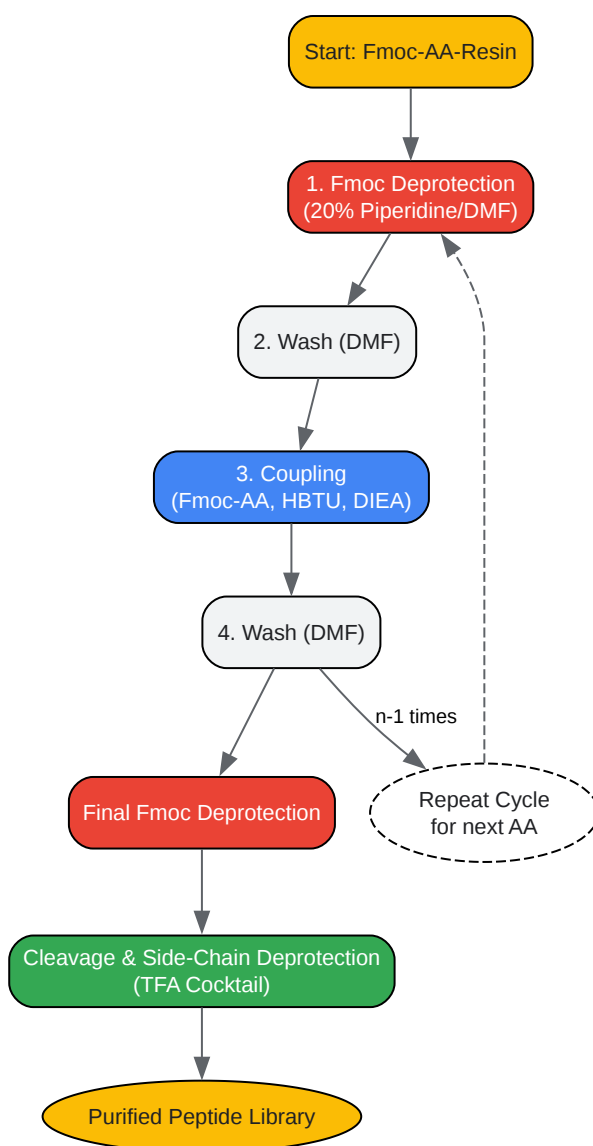 Start: Fmoc-AA-Resin
1. Fmoc Deprotection
(20% Piperidine/DMF)
2. Wash (DMF)
3. Coupling
(Fmoc-AA, HBTU, DIEA)
4. Wash (DMF)
n-1 times
Final Fmoc Deprotection
Repeat Cycle
for next AA
Cleavage & Side-Chain Deprotection
(TFA Cocktail)
Purified Peptide Library